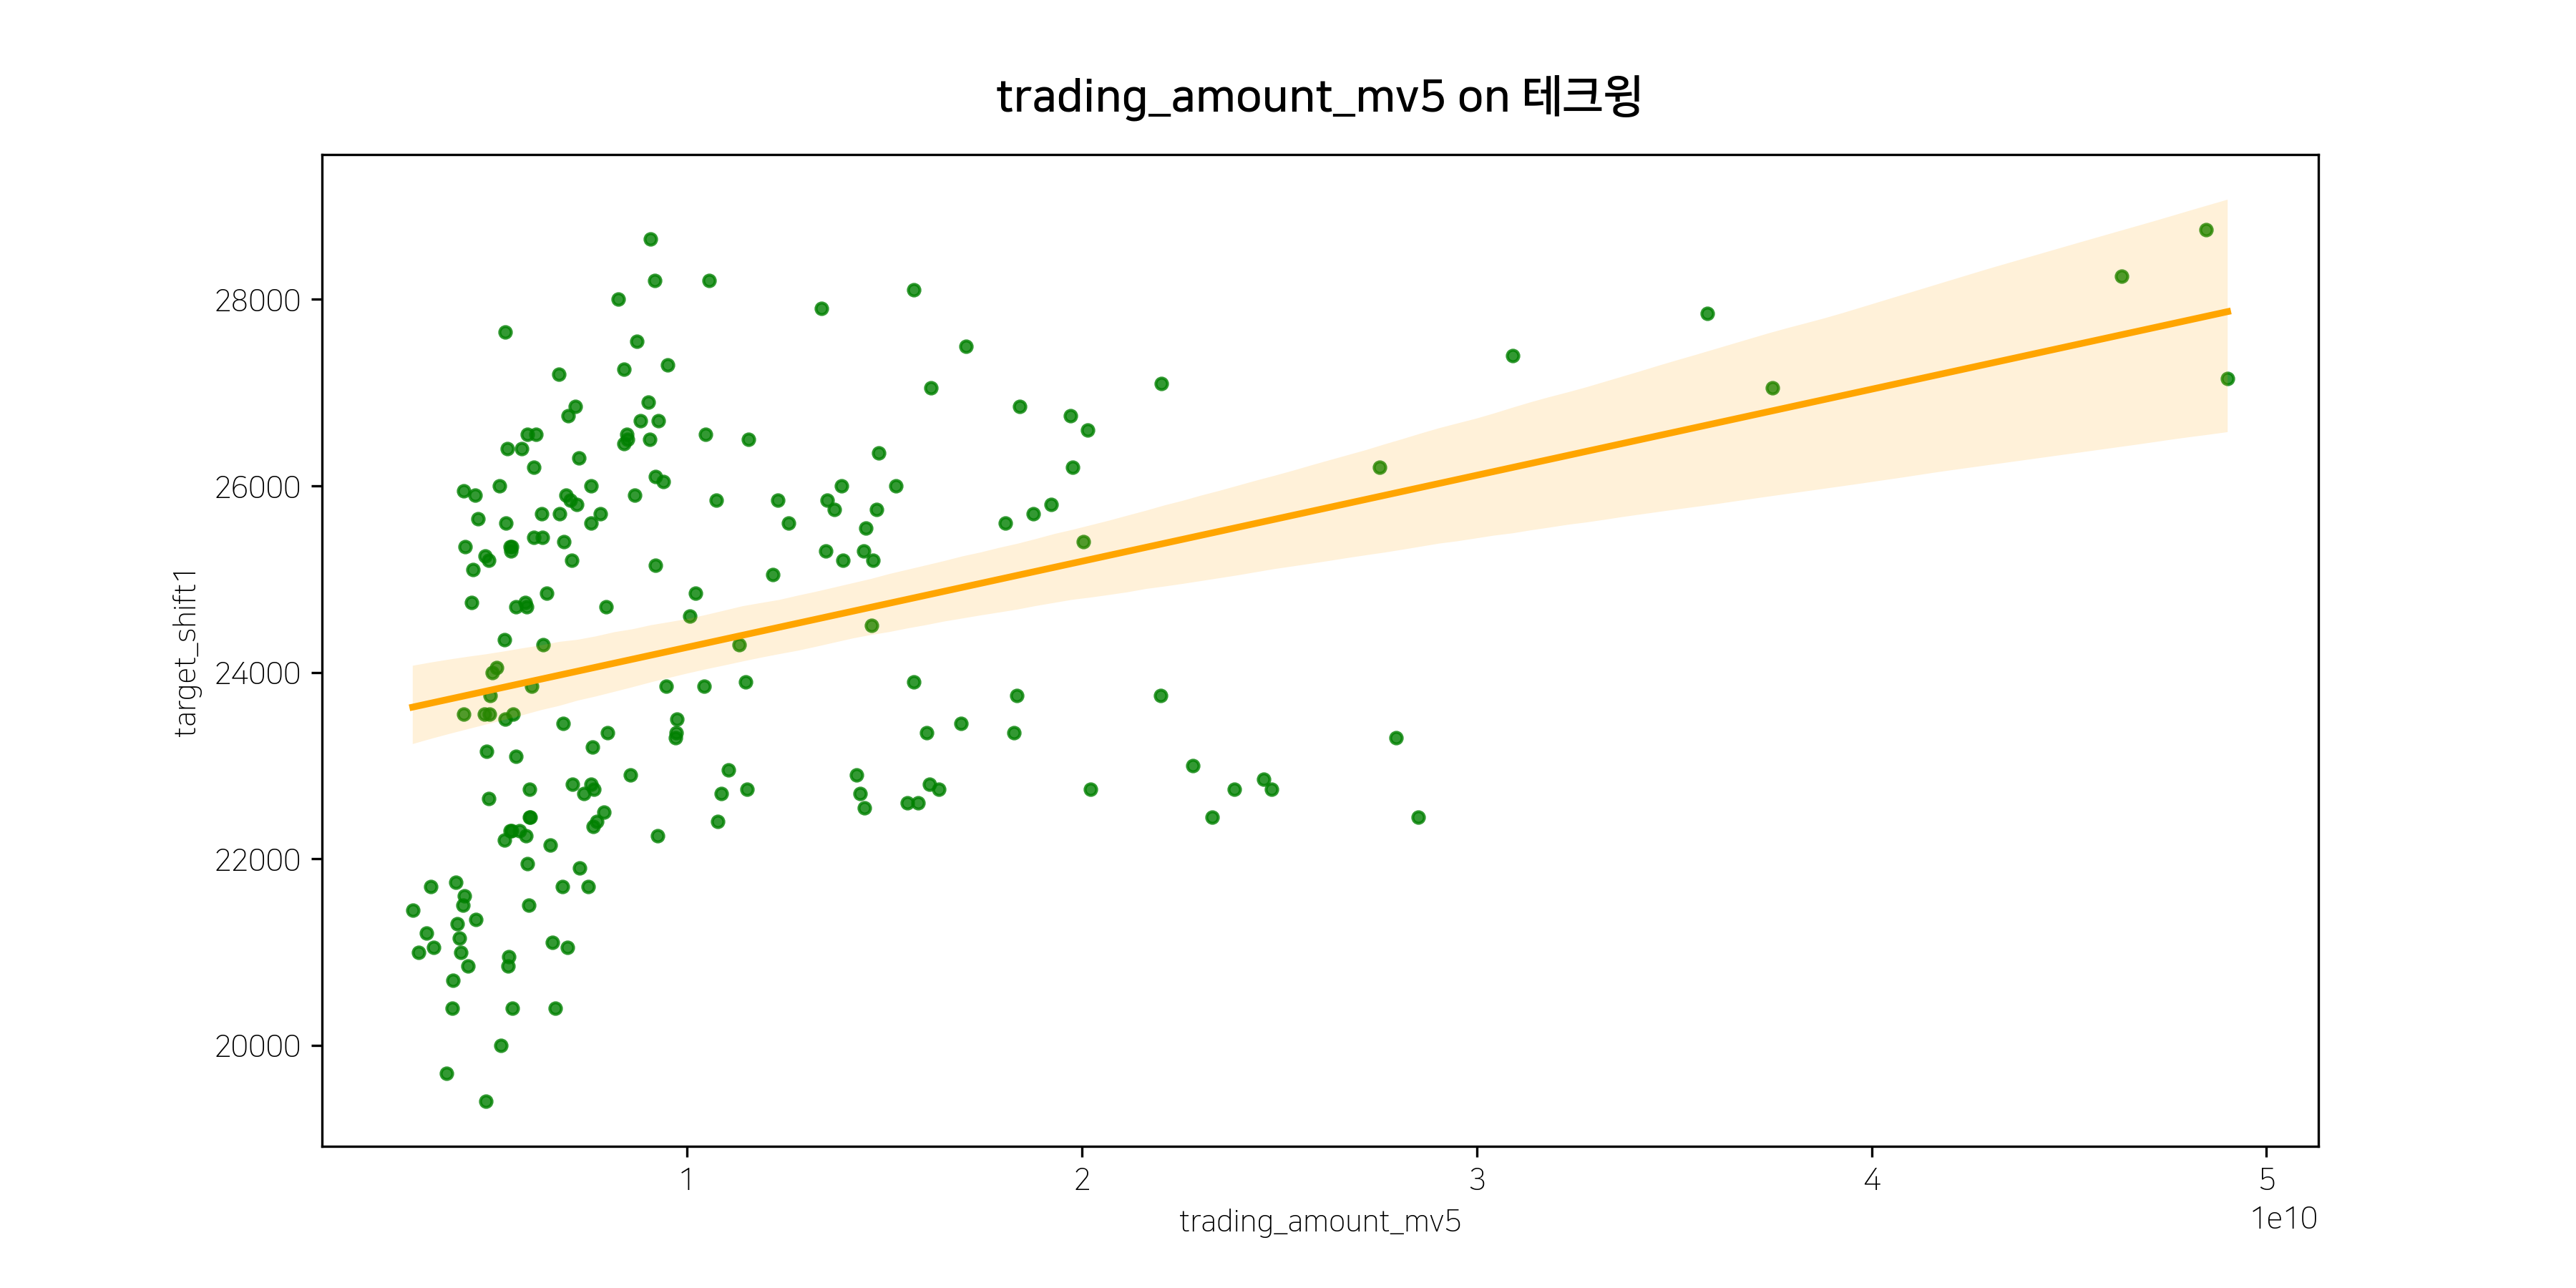 trading_amount_mv5 on 테크윙
28000
26000
24000
22000
20000
target_shift1
1
2
3
4
5
1e10
trading_amount_mv5